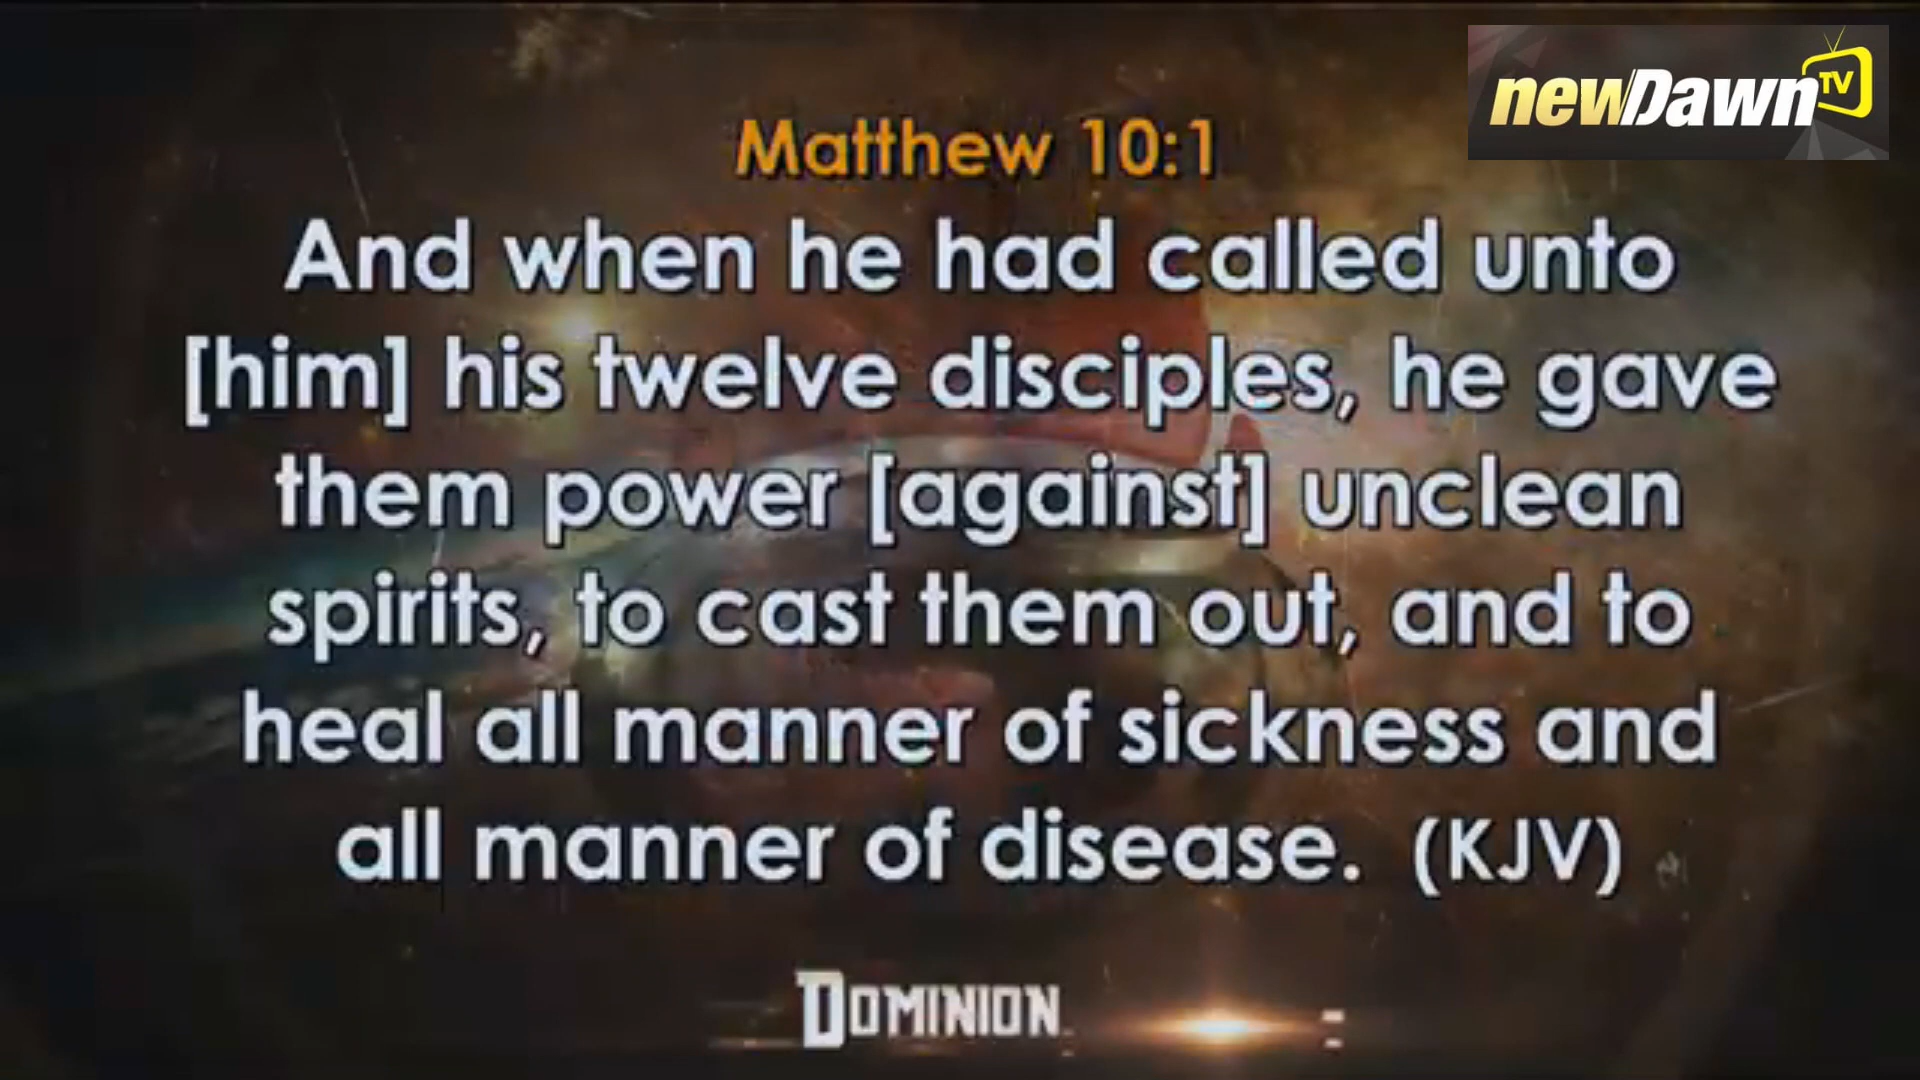 newDawn TV
Matthew 10:1
And when he had called unto
[him] his twelve disciples, he gave
them power [against] unclean
spirits, to cast them out, and to
heal all manner of sickness and
all manner of disease. (KJV)
DOMINION